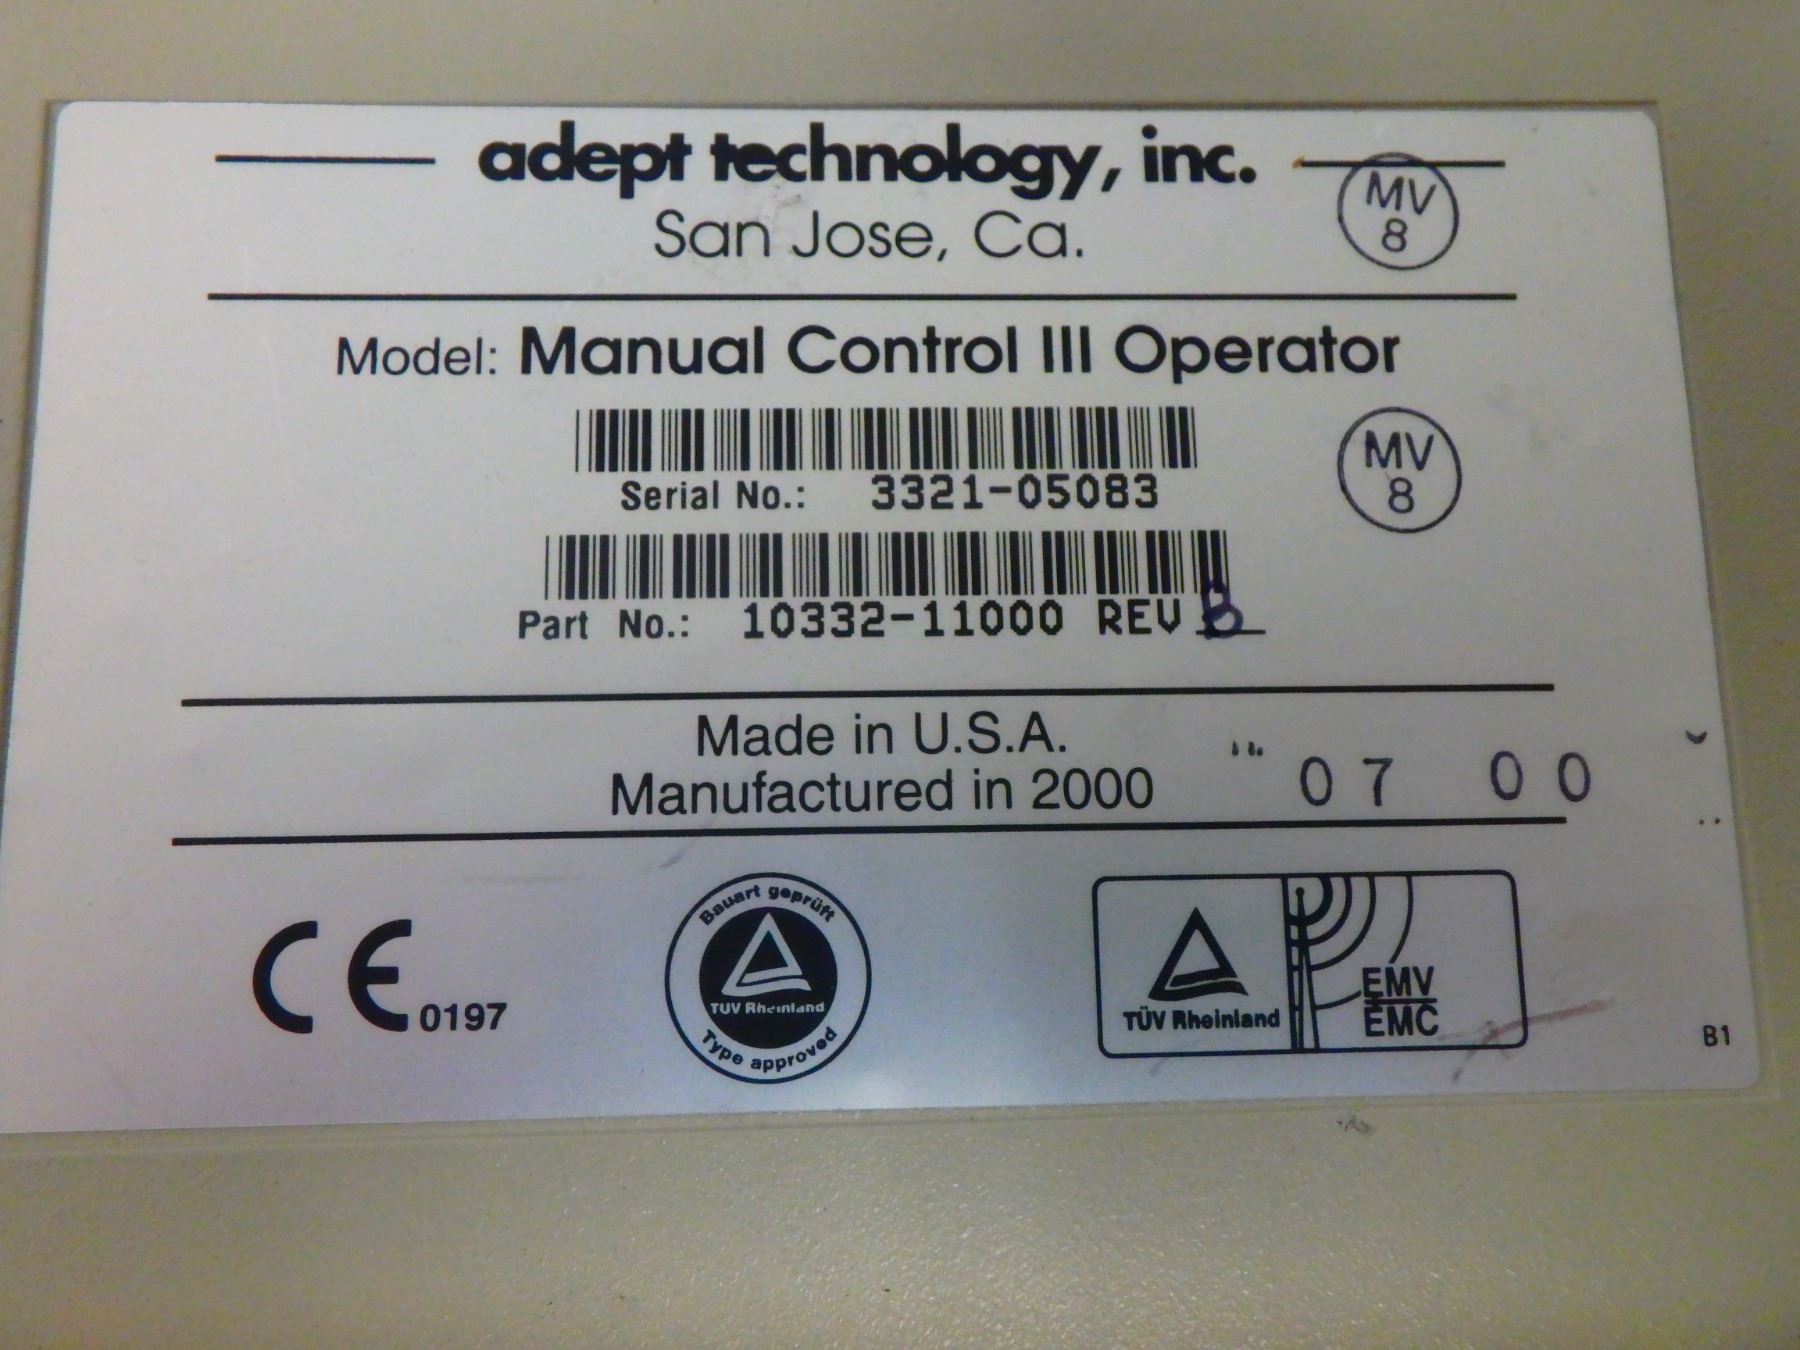 adept technology, inc.
San Jose, Ca.
MV
8
Model: Manual Control III Operator
MV
8
Serial No.: 3321-05083
Part No.: 10332-11000 REV B
Made in U.S.A.
Manufactured in 2000 07 00
CE 0197
Bauart geprüft
TÜV Rheinland
Type approved
TÜV Rheinland
EMV
EMC
B1